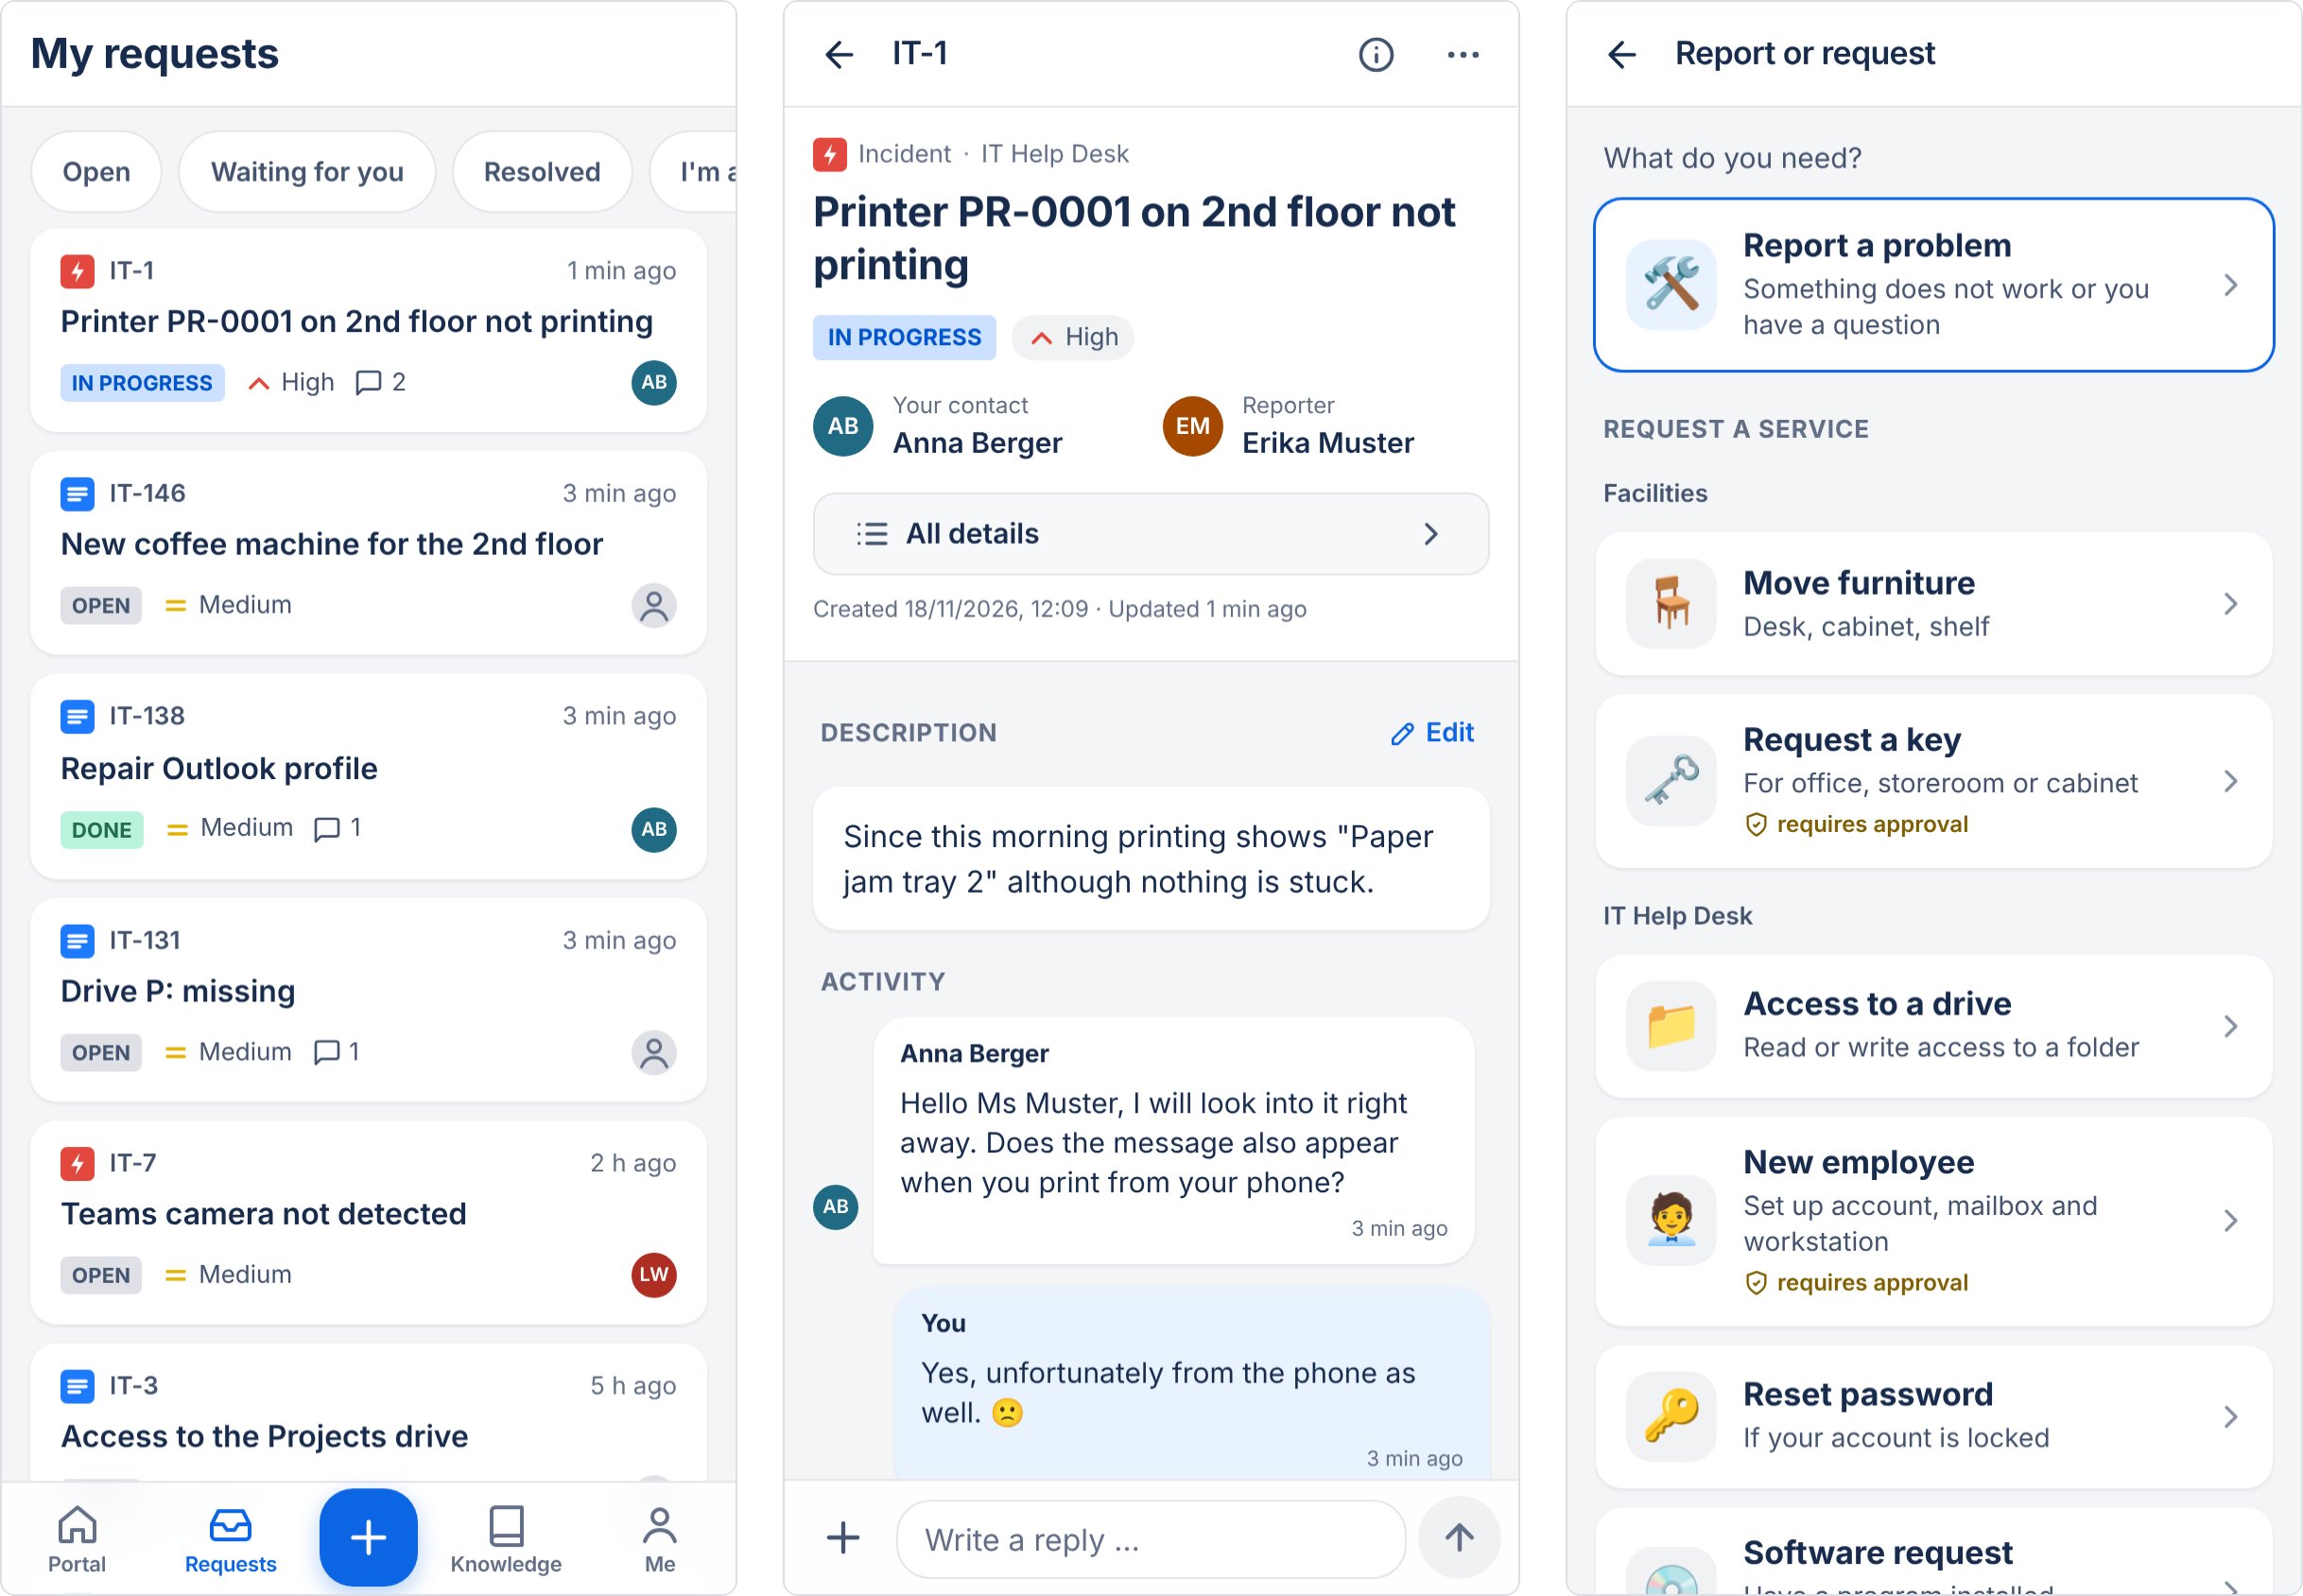 My requests
Open
Waiting for you
Resolved
I'm
IT-1
1 min ago
Printer PR-0001 on 2nd floor not printing
IN PROGRESS
High
2
AB
IT-146
3 min ago
New coffee machine for the 2nd floor
OPEN
Medium
IT-138
3 min ago
Repair Outlook profile
DONE
Medium
1
AB
IT-131
3 min ago
Drive P: missing
OPEN
Medium
1
IT-7
2 h ago
Teams camera not detected
OPEN
Medium
LW
IT-3
5 h ago
Access to the Projects drive
Portal
Requests
Knowledge
Me
IT-1
Incident · IT Help Desk
Printer PR-0001 on 2nd floor not
printing
IN PROGRESS
High
AB
Your contact
Anna Berger
EM
Reporter
Erika Muster
All details
Created 18/11/2026, 12:09 · Updated 1 min ago
DESCRIPTION
Edit
Since this morning printing shows "Paper
jam tray 2" although nothing is stuck.
ACTIVITY
Anna Berger
Hello Ms Muster, I will look into it right
away. Does the message also appear
when you print from your phone?
AB
3 min ago
You
Yes, unfortunately from the phone as
well. 🙁
3 min ago
Write a reply ...
Report or request
What do you need?
Report a problem
Something does not work or you
have a question
REQUEST A SERVICE
Facilities
Move furniture
Desk, cabinet, shelf
Request a key
For office, storeroom or cabinet
requires approval
IT Help Desk
Access to a drive
Read or write access to a folder
New employee
Set up account, mailbox and
workstation
requires approval
Reset password
If your account is locked
Software request